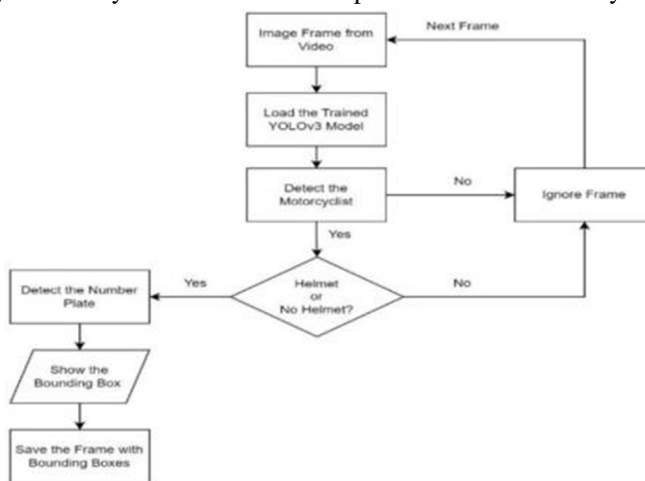 Image Frame from
Video
Next Frame
Load the Trained
YOLOv3 Model
Detect the
Motorcyclist
No
Ignore Frame
Yes
Helmet
or
No Helmet?
Yes
No
Detect the Number
Plate
Show the
Bounding Box
Save the Frame with
Bounding Boxes